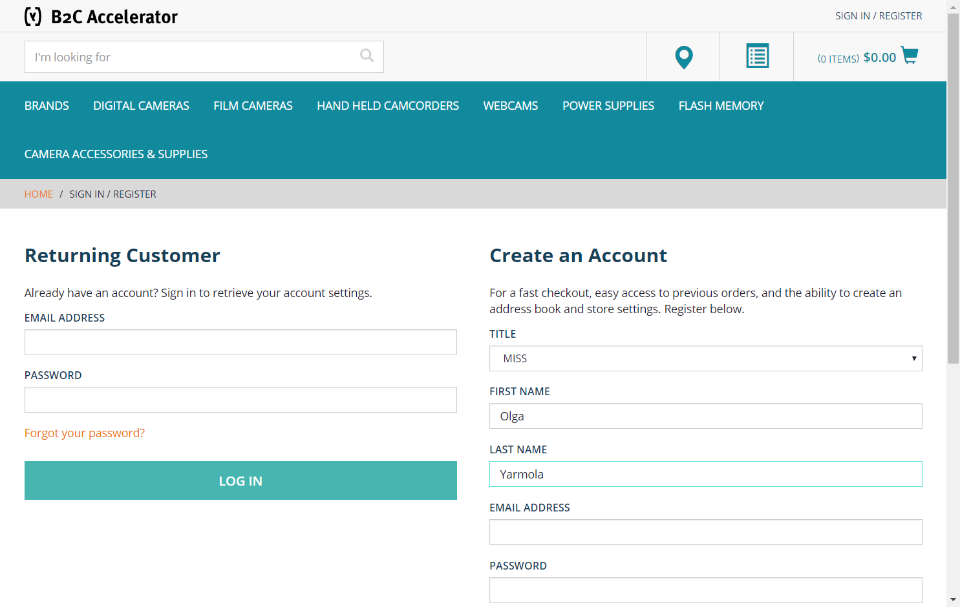 B2C Accelerator
SIGN IN / REGISTER
I'm looking for
(0 ITEMS) $0.00
BRANDS DIGITAL CAMERAS FILM CAMERAS HAND HELD CAMCORDERS WEBCAMS POWER SUPPLIES FLASH MEMORY
CAMERA ACCESSORIES & SUPPLIES
HOME / SIGN IN / REGISTER
Returning Customer
Already have an account? Sign in to retrieve your account settings.
EMAIL ADDRESS
PASSWORD
Forgot your password?
LOG IN
Create an Account
For a fast checkout, easy access to previous orders, and the ability to create an
address book and store settings. Register below.
TITLE
MISS
FIRST NAME
Olga
LAST NAME
Yarmola
EMAIL ADDRESS
PASSWORD